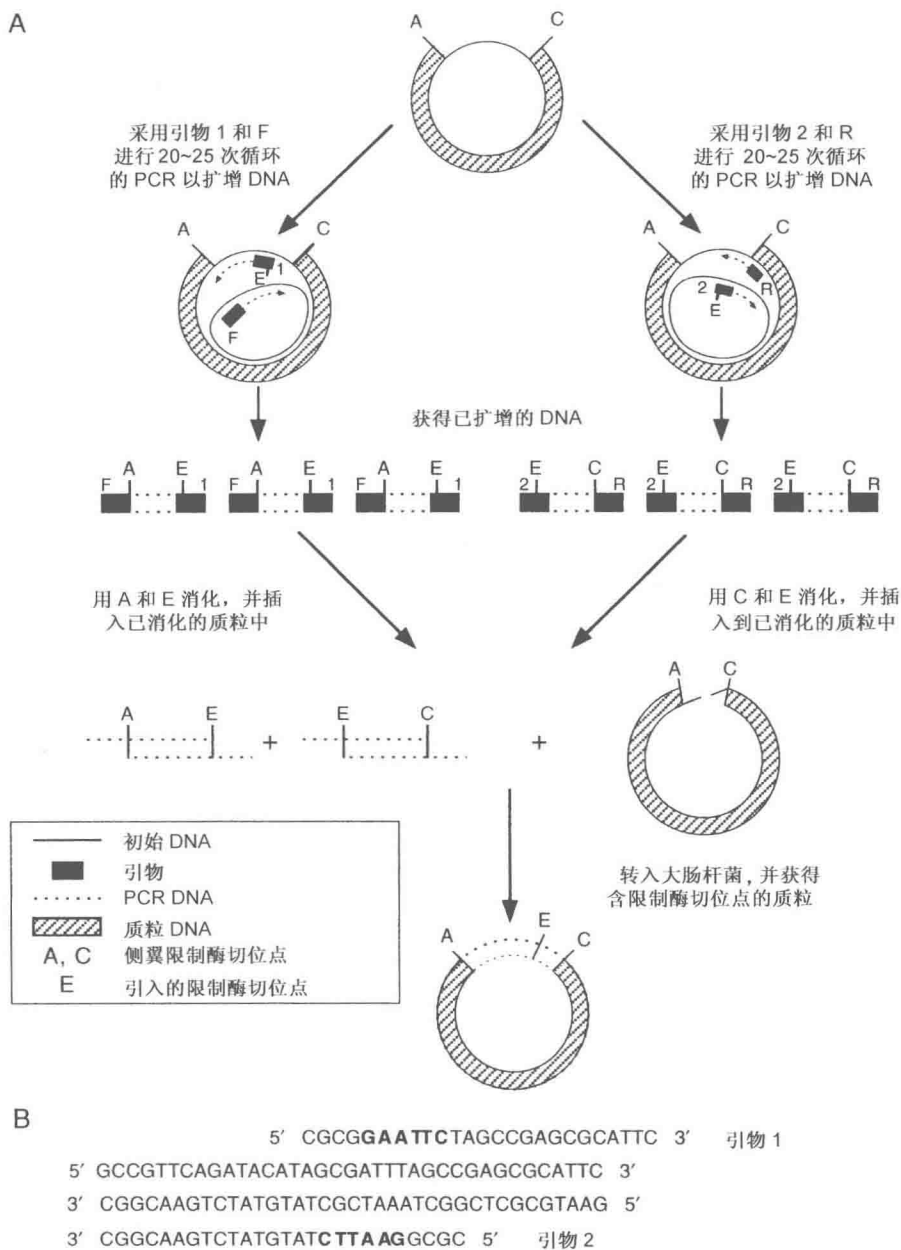 A
A C
采用引物 1 和 F
进行 20~25 次循环
的 PCR 以扩增 DNA
采用引物 2 和 R
进行 20~25 次循环
的 PCR 以扩增 DNA
A C
E 1
F
A C
2 E R
获得已扩增的 DNA
F A E 1 F A E 1 F A E 1
2 E C R 2 E C R 2 E C R
用 A 和 E 消化，并插
入已消化的质粒中
用 C 和 E 消化，并插
入到已消化的质粒中
A E + E C + A C
初始 DNA
引物
PCR DNA
质粒 DNA
A, C 侧翼限制酶切位点
E 引入的限制酶切位点
转入大肠杆菌，并获得
含限制酶切位点的质粒
A E C
B
5′ CGCGGAATTCTAGCCGAGCGCATTC 3′ 引物 1
5′ GCCGTTCAGATACATAGCGATTTAGCCGAGCGCATTC 3′
3′ CGGCAAGTCTATGTATCGCTAAATCGGCTCGCGTAAG 5′
3′ CGGCAAGTCTATGTATCTTAAGGCGC 5′ 引物 2